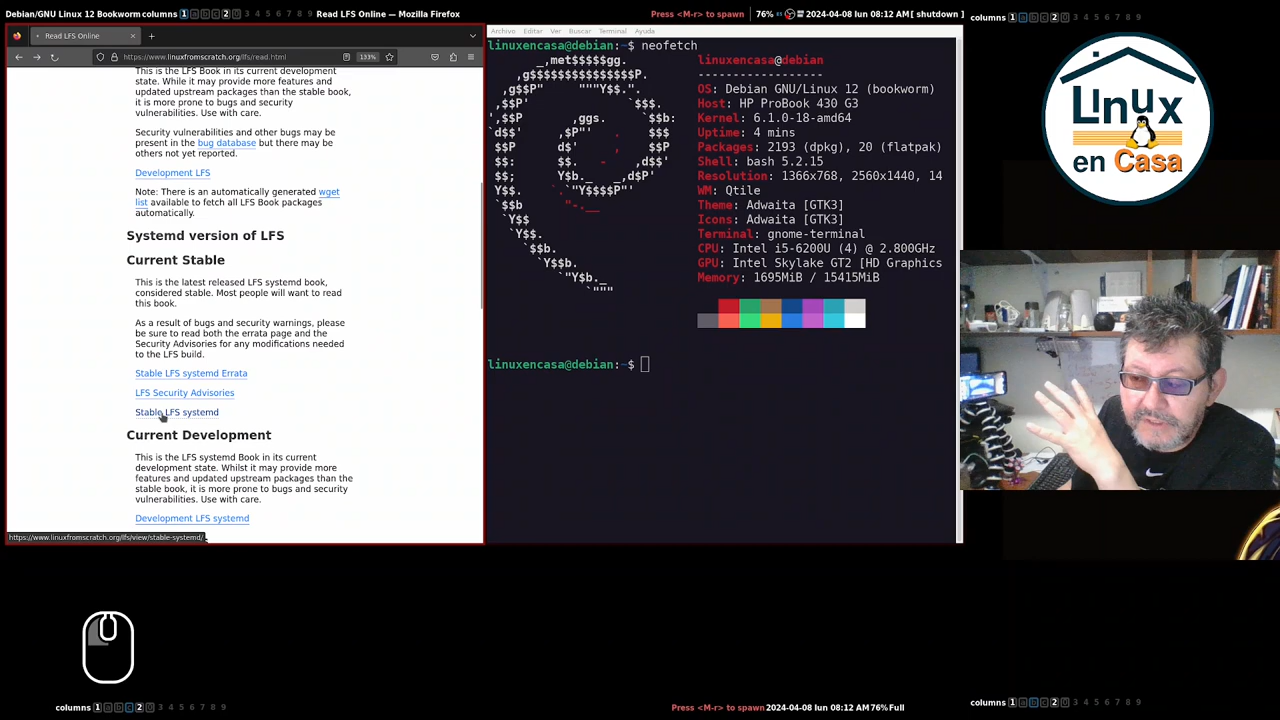 Debian/GNU Linux 12 Bookworm columns 1 a b c 2 0 3 4 5 6 7 8 9 Read LFS Online — Mozilla Firefox
Press <M-r> to spawn 76% 2024-04-08 lun 08:12 AM [ shutdown ]
columns 1 a b c 2 0 3 4 5 6 7 8 9
Read LFS Online
https://www.linuxfromscratch.org/lfs/read.html 133%
This is the LFS Book in its current development
state. While it may provide more features and
updated upstream packages than the stable book,
it is more prone to bugs and security
vulnerabilities. Use with care.
Security vulnerabilities and other bugs may be
present in the bug database but there may be
others not yet reported.
Development LFS
Note: There is an automatically generated wget
list available to fetch all LFS Book packages
automatically.
Systemd version of LFS
Current Stable
This is the latest released LFS systemd book,
considered stable. Most people will want to read
this book.
As a result of bugs and security warnings, please
be sure to read both the errata page and the
Security Advisories for any modifications needed
to the LFS build.
Stable LFS systemd Errata
LFS Security Advisories
Stable LFS systemd
Current Development
This is the LFS systemd Book in its current
development state. Whilst it may provide more
features and updated upstream packages than the
stable book, it is more prone to bugs and security
vulnerabilities. Use with care.
Development LFS systemd
https://www.linuxfromscratch.org/lfs/view/stable-systemd/
Archivo Editar Ver Buscar Terminal Ayuda
linuxencasa@debian:~$ neofetch
linuxencasa@debian
------------------
OS: Debian GNU/Linux 12 (bookworm)
Host: HP ProBook 430 G3
Kernel: 6.1.0-18-amd64
Uptime: 4 mins
Packages: 2193 (dpkg), 20 (flatpak)
Shell: bash 5.2.15
Resolution: 1366x768, 2560x1440, 14
WM: Qtile
Theme: Adwaita [GTK3]
Icons: Adwaita [GTK3]
Terminal: gnome-terminal
CPU: Intel i5-6200U (4) @ 2.800GHz
GPU: Intel Skylake GT2 [HD Graphics
Memory: 1695MiB / 15415MiB
linuxencasa@debian:~$
Linux
en Casa
columns 1 a b c 2 0 3 4 5 6 7 8 9
Press <M-r> to spawn 2024-04-08 lun 08:12 AM 76% Full
columns 1 a b c 2 0 3 4 5 6 7 8 9